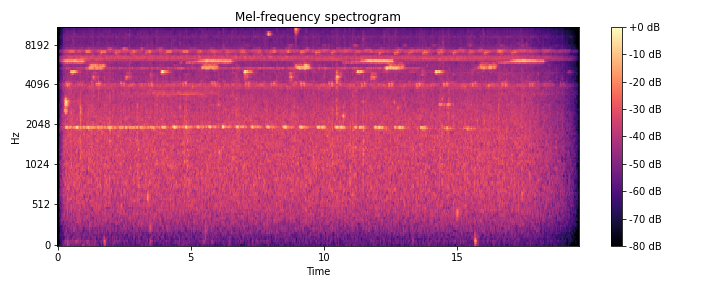 Mel-frequency spectrogram
Hz
8192
4096
2048
1024
512
0
0
5
10
15
Time
+0 dB
-10 dB
-20 dB
-30 dB
-40 dB
-50 dB
-60 dB
-70 dB
-80 dB